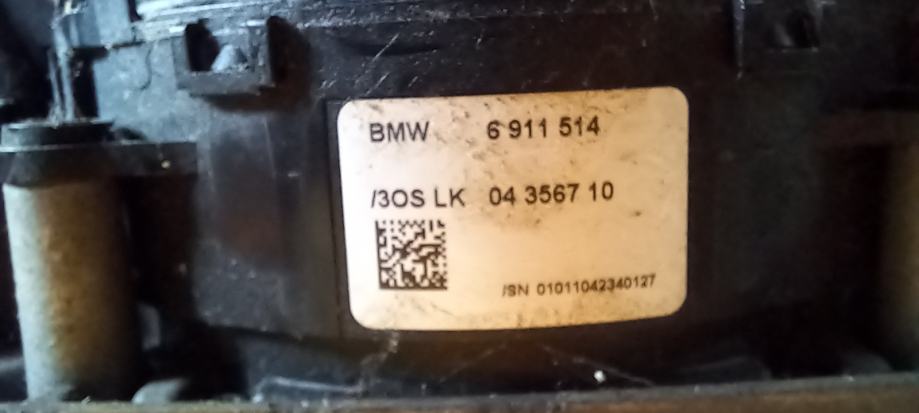 BMW 6 911 514
/3OS LK 04 3567 10
/SN 01011042340127